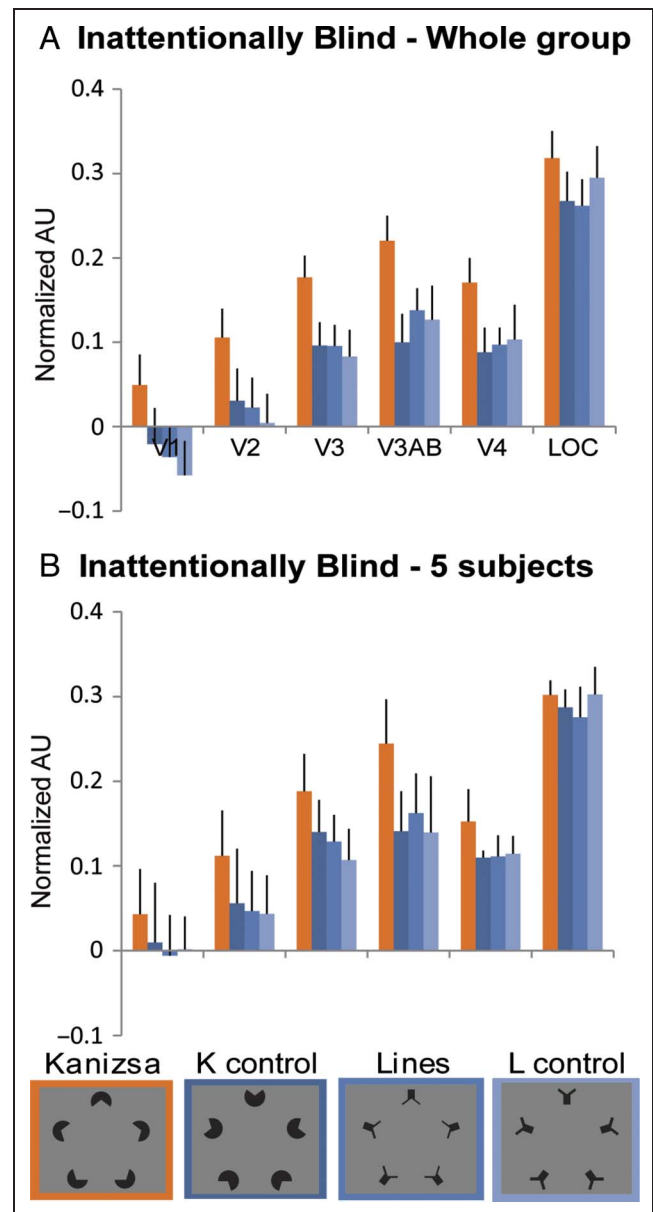 A Inattentionally Blind - Whole group
0.4
0.3
0.2
0.1
0
−0.1
Normalized AU
V1 V2 V3 V3AB V4 LOC
B Inattentionally Blind - 5 subjects
0.4
0.3
0.2
0.1
0
−0.1
Normalized AU
Kanizsa K control Lines L control